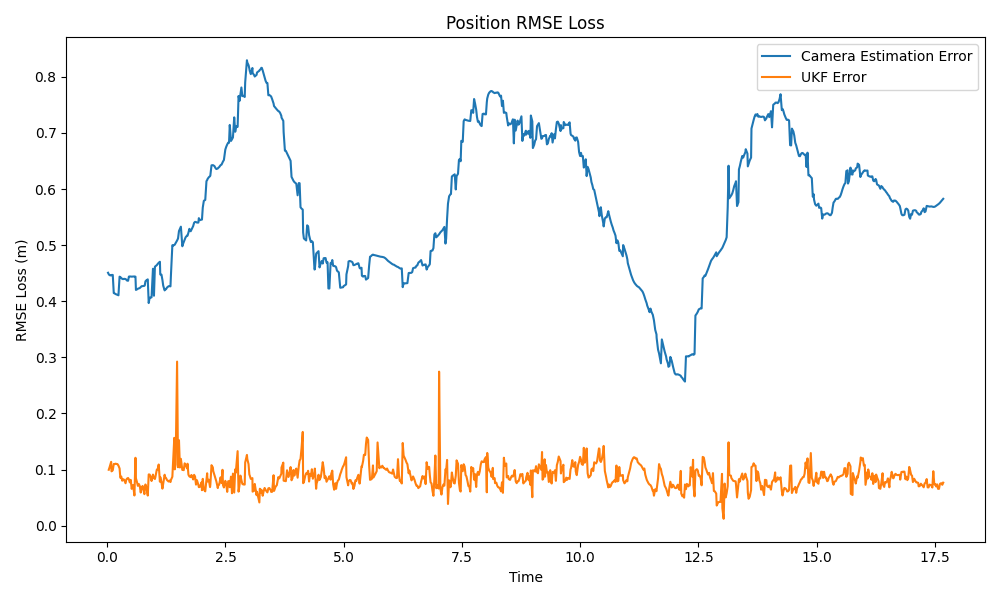 Position RMSE Loss
Camera Estimation Error
UKF Error
RMSE Loss (m)
0.8
0.7
0.6
0.5
0.4
0.3
0.2
0.1
0.0
0.0 2.5 5.0 7.5 10.0 12.5 15.0 17.5
Time